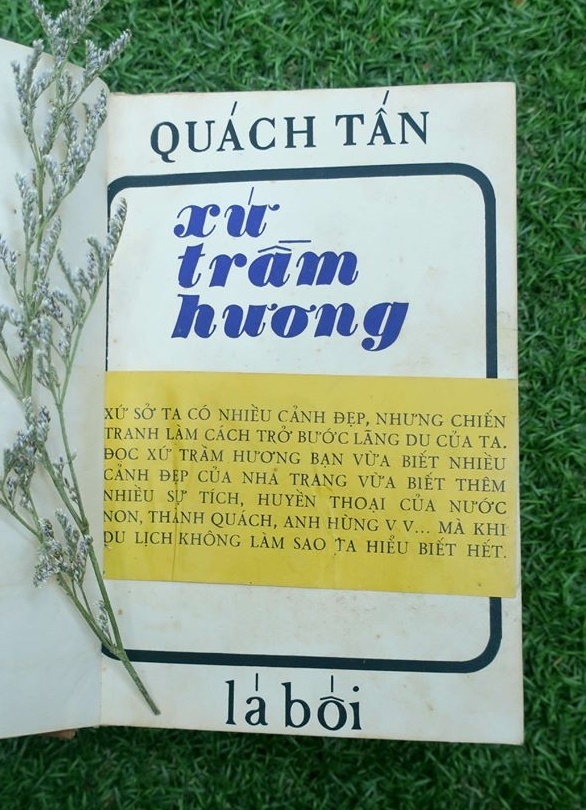 QUÁCH TẤN
xứ
trầm
hương
XỨ SỞ TA CÓ NHIỀU CẢNH ĐẸP, NHƯNG CHIẾN
TRANH LÀM CÁCH TRỞ BƯỚC LÃNG DU CỦA TA.
ĐỌC XỨ TRẦM HƯƠNG BẠN VỪA BIẾT NHIỀU
CẢNH ĐẸP CỦA NHA TRANG VỪA BIẾT THÊM
NHIỀU SỰ TÍCH, HUYỀN THOẠI CỦA NƯỚC
NON, THÀNH QUÁCH, ANH HÙNG V V... MÀ KHI
DU LỊCH KHÔNG LÀM SAO TA HIỂU BIẾT HẾT.
lá bối